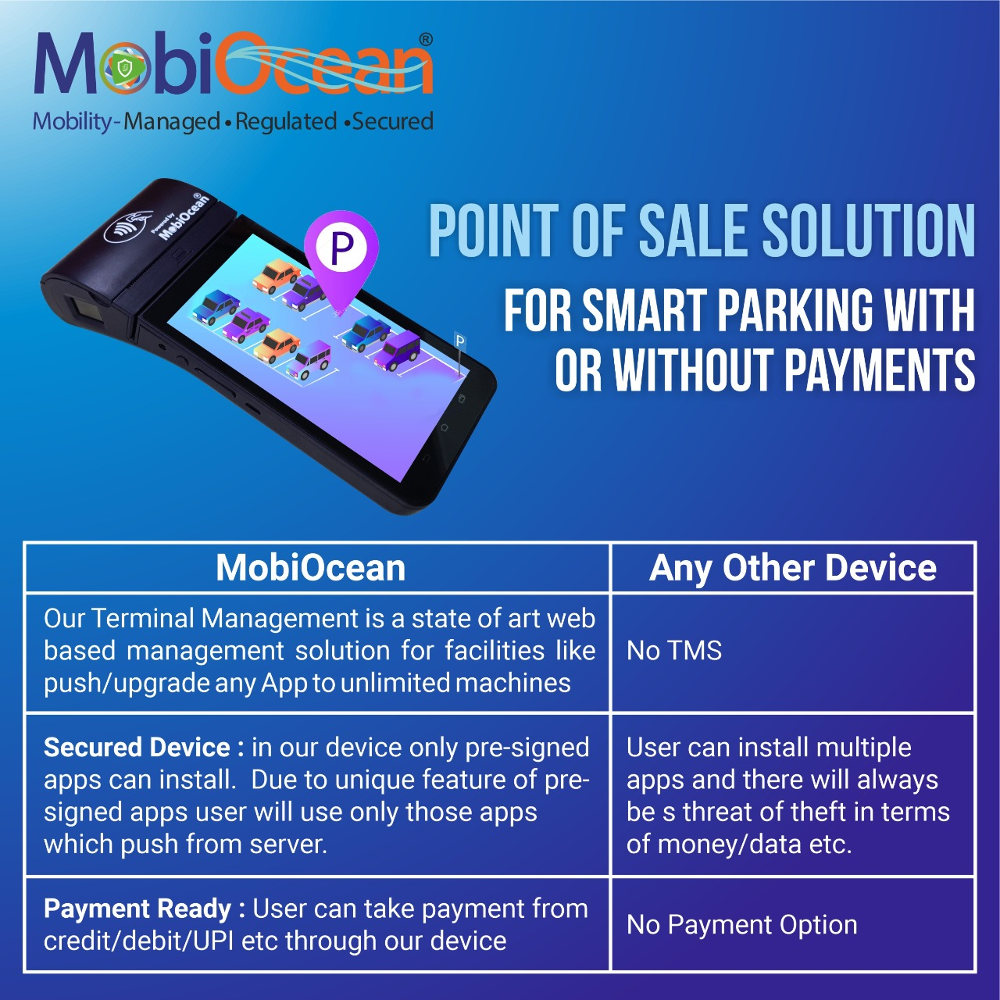 MobiOcean®
Mobility-Managed • Regulated • Secured
Powered by
MobiOcean®
P
P
POINT OF SALE SOLUTION
FOR SMART PARKING WITH
OR WITHOUT PAYMENTS
MobiOcean
Any Other Device
Our Terminal Management is a state of art web
based management solution for facilities like
push/upgrade any App to unlimited machines
No TMS
Secured Device : in our device only pre-signed
apps can install. Due to unique feature of pre-
signed apps user will use only those apps
which push from server.
User can install multiple
apps and there will always
be s threat of theft in terms
of money/data etc.
Payment Ready : User can take payment from
credit/debit/UPI etc through our device
No Payment Option